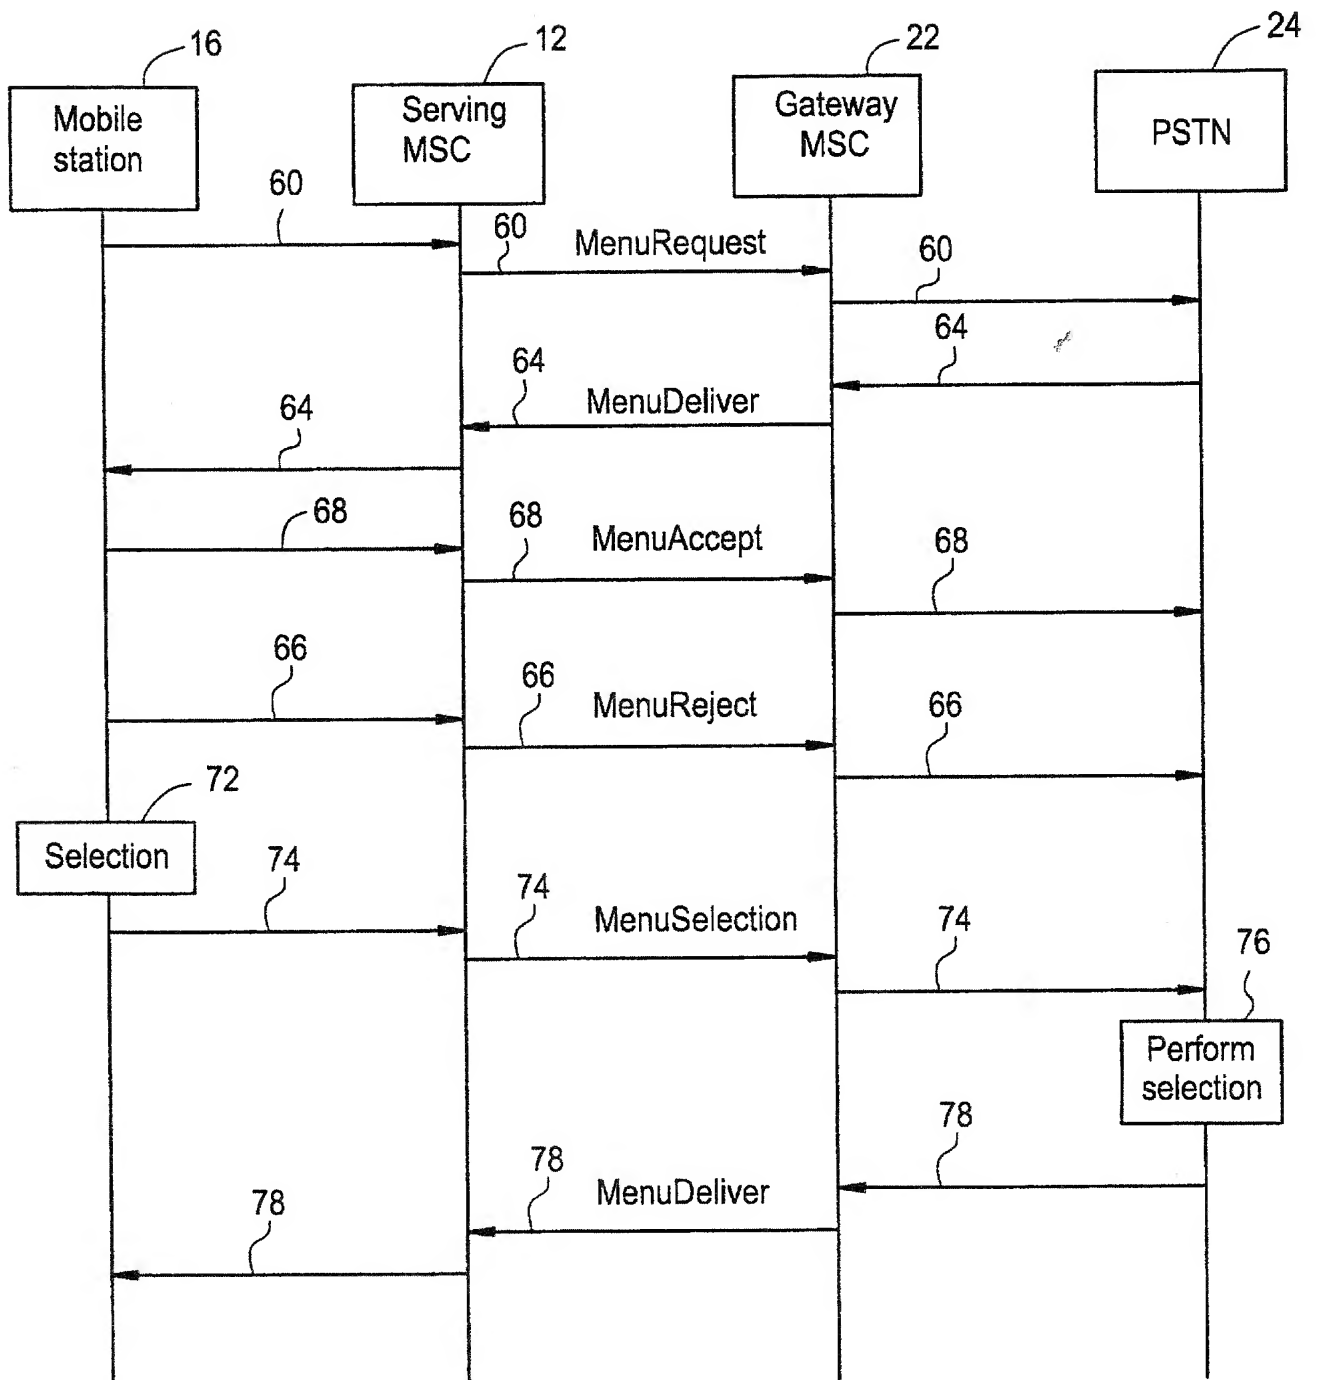 16
12
22
24
Mobile
station
Serving
MSC
Gateway
MSC
PSTN
60
60
MenuRequest
60
64
64
MenuDeliver
64
68
68
MenuAccept
68
66
66
MenuReject
66
72
Selection
74
74
MenuSelection
74
76
Perform
selection
78
78
MenuDeliver
78